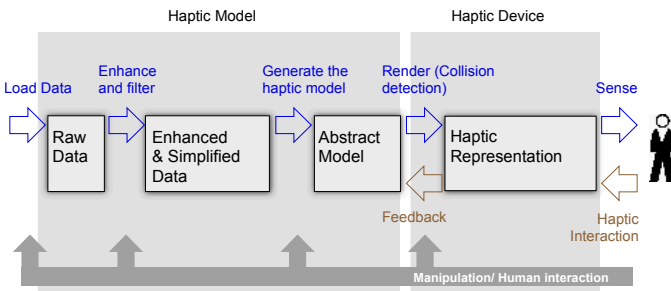 Haptic Model
Haptic Device
Load Data
Enhance
and filter
Generate the
haptic model
Render (Collision
detection)
Sense
Raw
Data
Enhanced
& Simplified
Data
Abstract
Model
Haptic
Representation
Feedback
Haptic
Interaction
Manipulation/ Human interaction